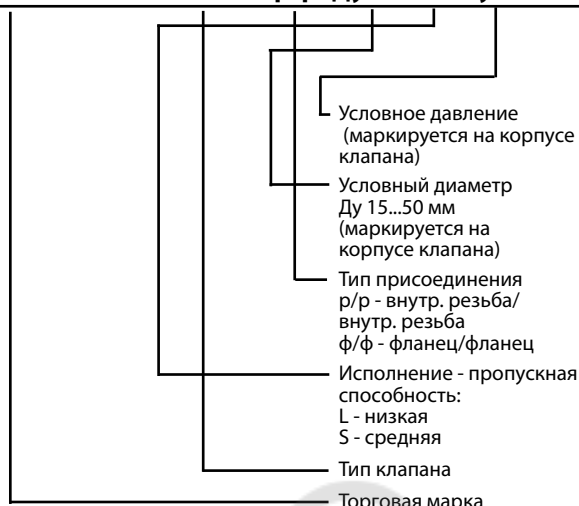 Условное давление
(маркируется на корпусе
клапана)
Условный диаметр
Ду 15...50 мм
(маркируется на
корпусе клапана)
Тип присоединения
р/р - внутр. резьба/
внутр. резьба
ф/ф - фланец/фланец
Исполнение - пропускная
способность:
L - низкая
S - средняя
Тип клапана
Торговая марка